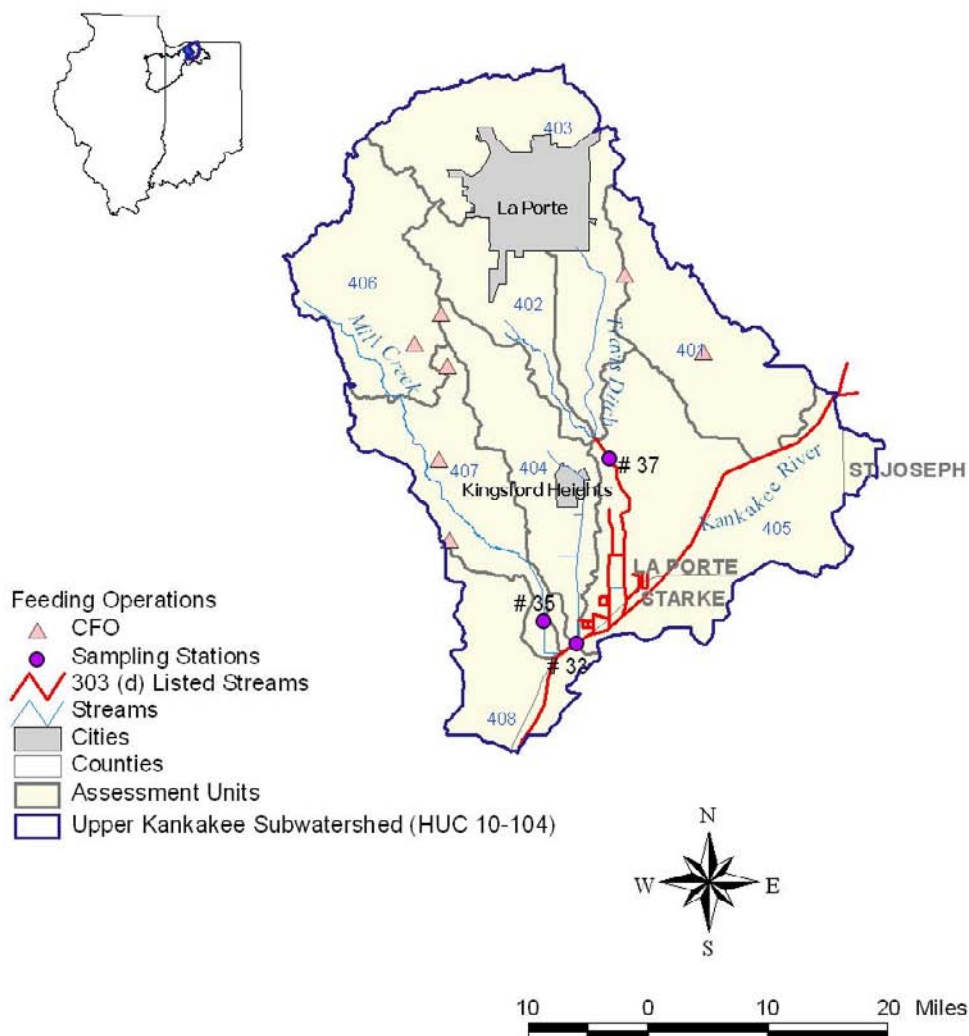 403
La Porte
406
402
Mill Creek
Travis Ditch
401
# 37
407
404
Kingsford Heights
ST JOSEPH
Kankakee River
405
LA PORTE
STARKE
# 35
# 33
408
Feeding Operations
CFO
Sampling Stations
303 (d) Listed Streams
Streams
Cities
Counties
Assessment Units
Upper Kankakee Subwatershed (HUC 10-104)
N
W E
S
10 0 10 20 Miles